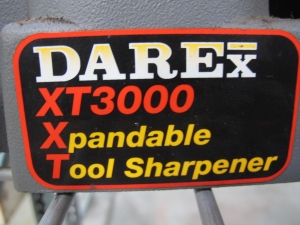 DAREx
XT3000
Xpandable
Tool Sharpener